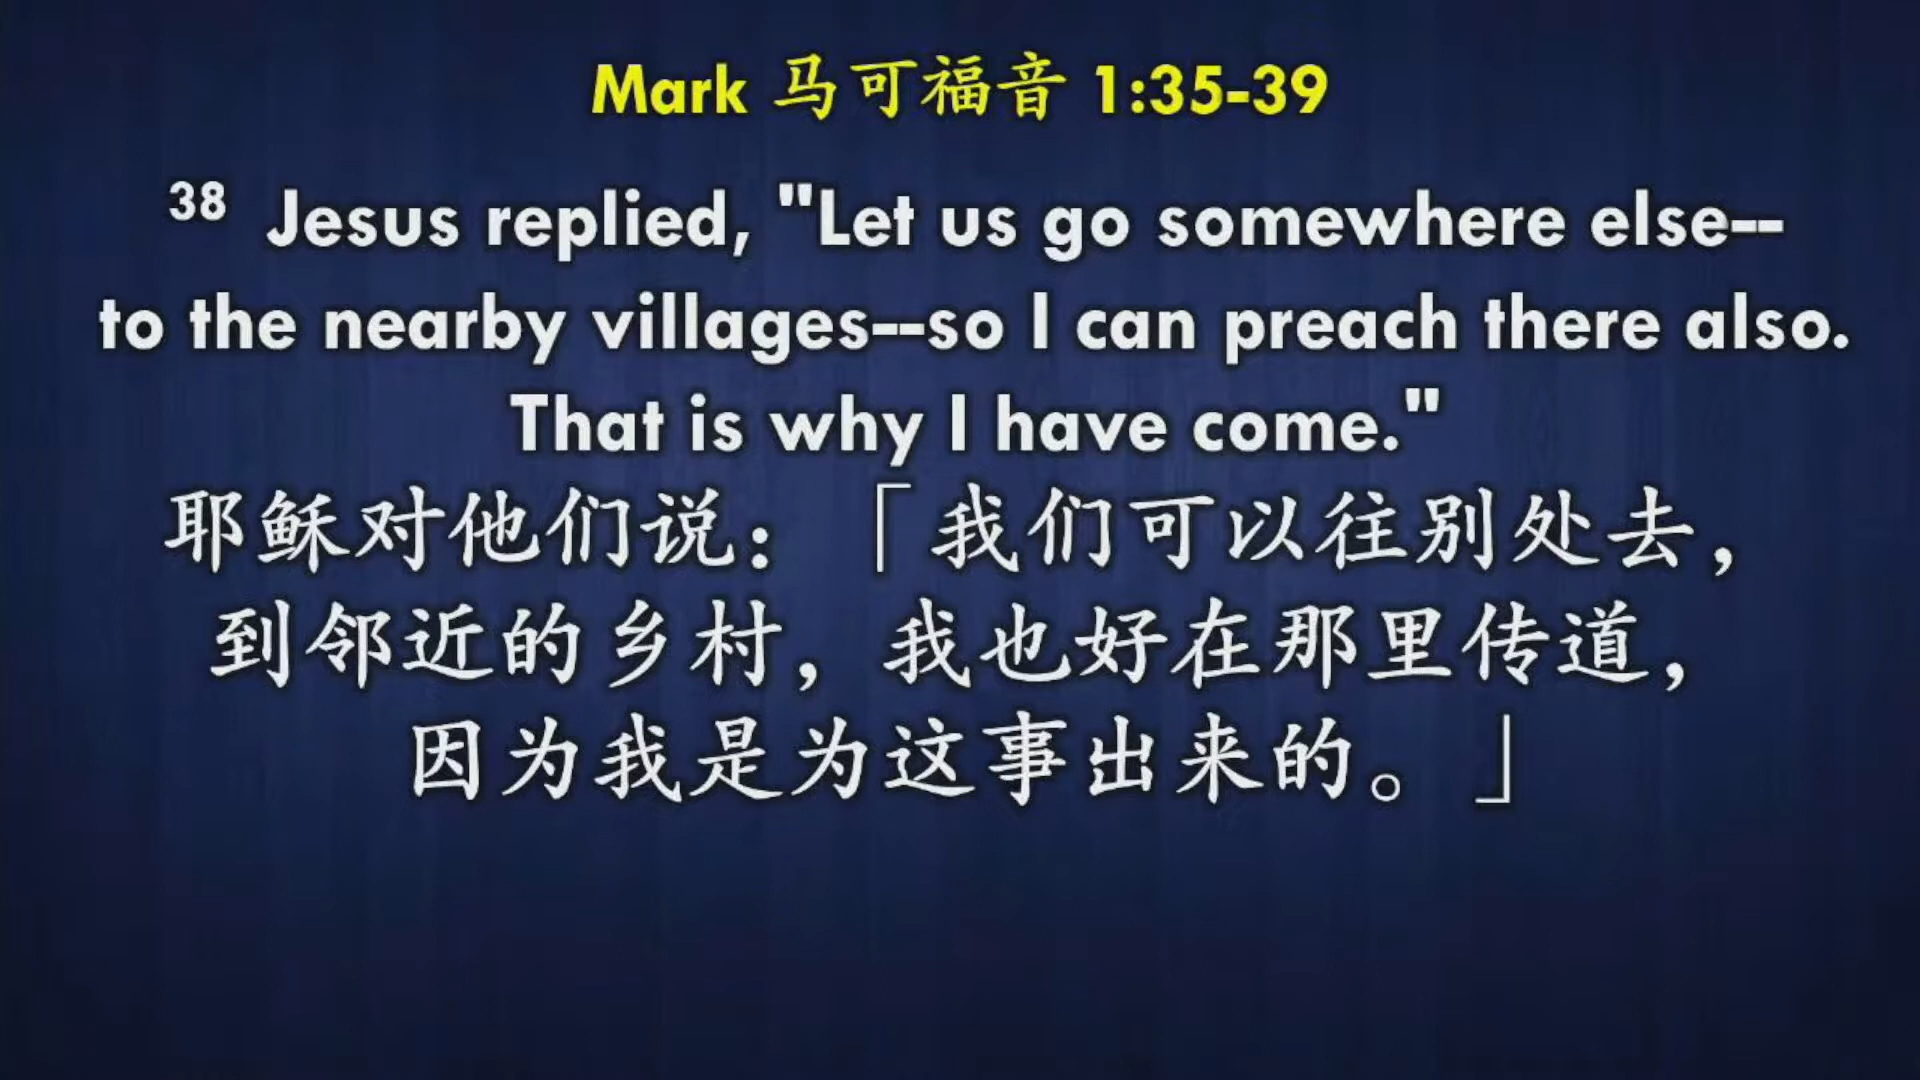 Mark 马可福音 1:35-39
38 Jesus replied, "Let us go somewhere else--
to the nearby villages--so I can preach there also.
That is why I have come."
耶稣对他们说：「我们可以往别处去，
到邻近的乡村，我也好在那里传道，
因为我是为这事出来的。」